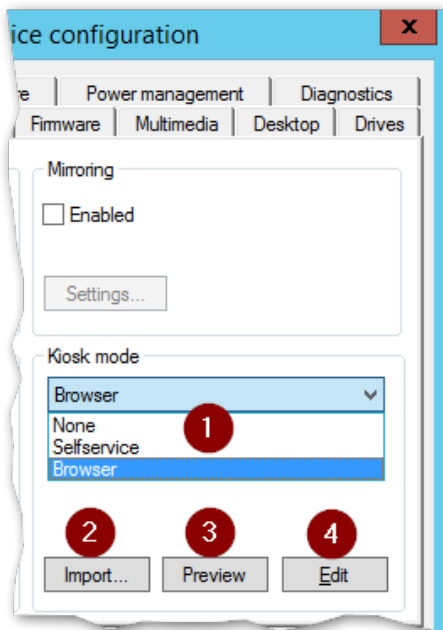 ice configuration
x
re
Power management
Diagnostics
Firmware
Multimedia
Desktop
Drives
Mirroring
Enabled
Settings...
Kiosk mode
Browser
None
Selfservice
Browser
1
2
3
4
Import...
Preview
Edit